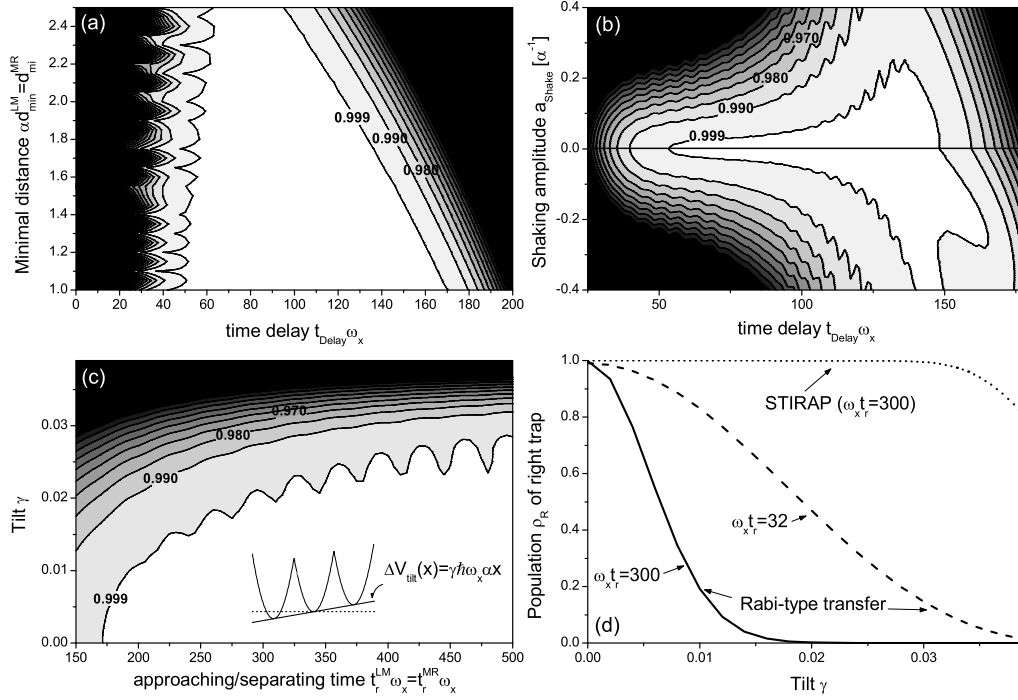 (a)
2.4
2.2
2.0
1.8
1.6
1.4
1.2
1.0
Minimal distance αd^LM_min=d^MR_mi
0.999
0.990
0.980
0 20 40 60 80 100 120 140 160 180 200
time delay t_Delay ω_x
(b)
0.4
0.2
0.0
-0.2
-0.4
Shaking amplitude a_Shake [α^-1]
0.970
0.980
0.990
0.999
50 100 150
time delay t_Delay ω_x
(c)
0.03
0.02
0.01
0.00
Tilt γ
0.970
0.980
0.990
0.999
ΔV_tilt(x)=γℏω_xαx
150 200 250 300 350 400 450 500
approaching/separating time t^LM_r ω_x=t^MR_r ω_x
1.0
0.8
0.6
0.4
0.2
0.0
Population ρ_R of right trap
STIRAP (ω_x t_r=300)
ω_x t_r=32
ω_x t_r=300
Rabi-type transfer
(d)
0.00 0.01 0.02 0.03
Tilt γ